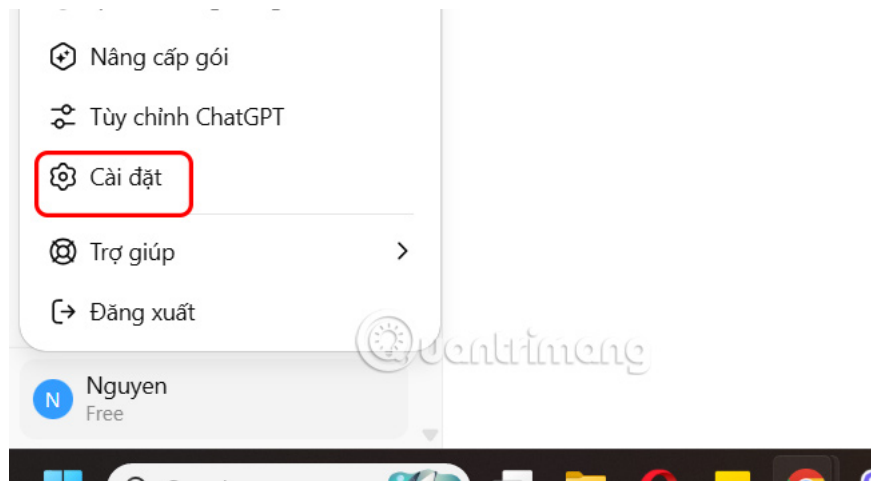 Nâng cấp gói
Tùy chỉnh ChatGPT
Cài đặt
Trợ giúp
Đăng xuất
Quantrimang
Nguyen
N
Free